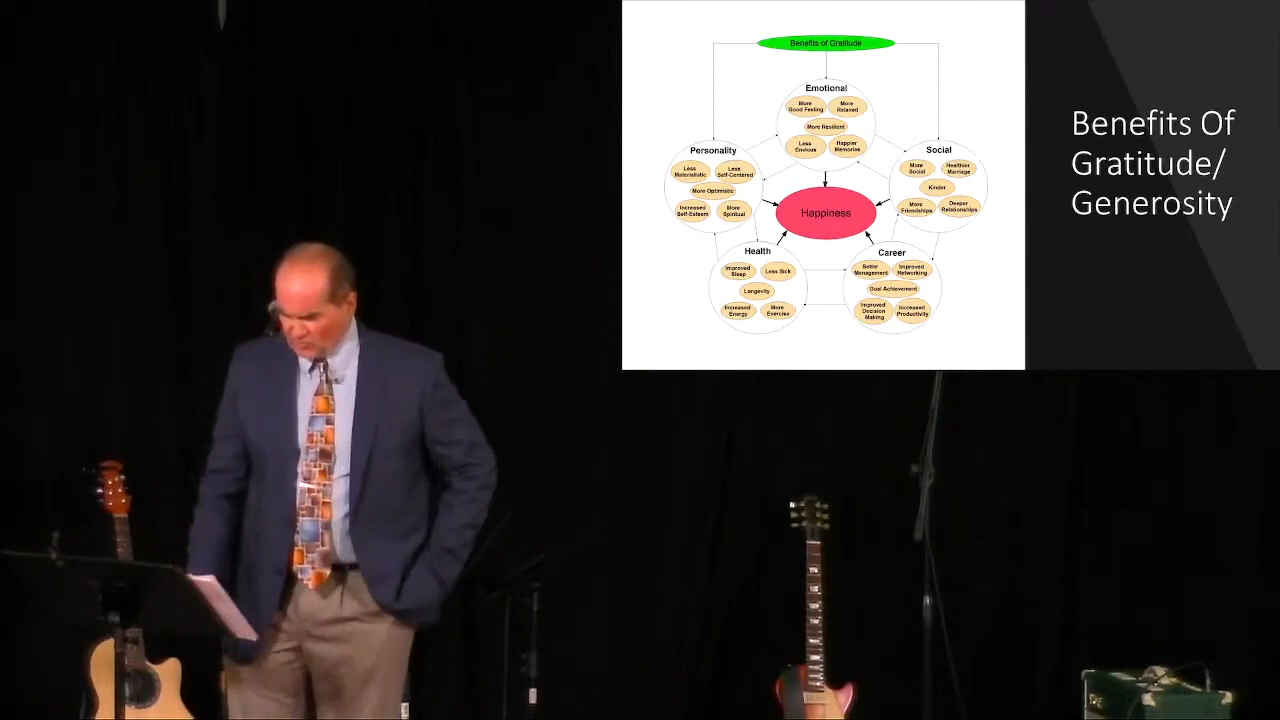 Benefits of Gratitude
Emotional
More
Good Feeling
More
Relaxed
More Resilient
Less
Envious
Happier
Memories
Personality
Less
Materialistic
Less
Self-Centered
More Optimistic
Increased
Self-Esteem
More
Spiritual
Social
More
Social
Healthier
Marriage
Kinder
More
Friendships
Deeper
Relationships
Happiness
Health
Improved
Sleep
Less Sick
Longevity
Increased
Energy
More
Exercise
Career
Better
Management
Improved
Networking
Goal Achievement
Improved
Decision
Making
Increased
Productivity
Benefits Of
Gratitude/
Generosity